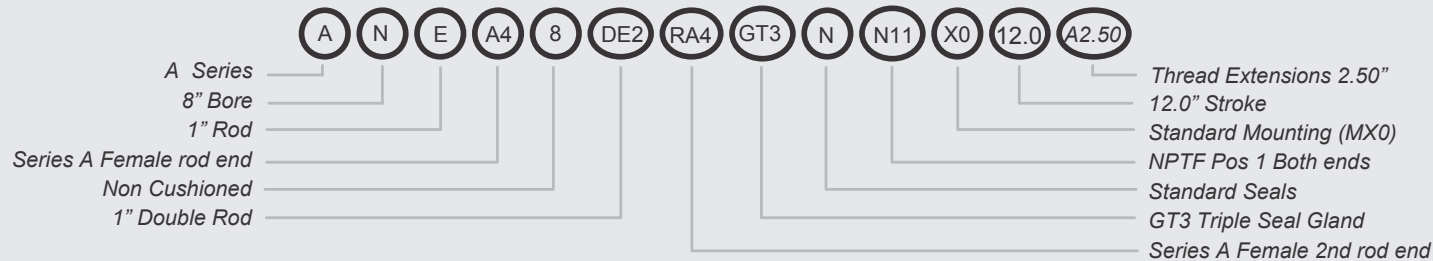 A N E A4 8 DE2 RA4 GT3 N N11 X0 12.0 A2.50
A Series
8” Bore
1” Rod
Series A Female rod end
Non Cushioned
1” Double Rod
Thread Extensions 2.50”
12.0” Stroke
Standard Mounting (MX0)
NPTF Pos 1 Both ends
Standard Seals
GT3 Triple Seal Gland
Series A Female 2nd rod end